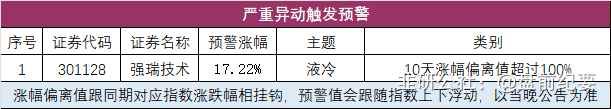 严重异动触发预警
序号 证券代码 证券名称 预警涨幅 主题 类别
1 301128 强瑞技术 17.22% 液冷 10天涨幅偏离值超过100%
涨幅偏离值跟同期对应指数涨跌幅相挂钩，预警值会跟随指数上下浮动，以当晚公告为准